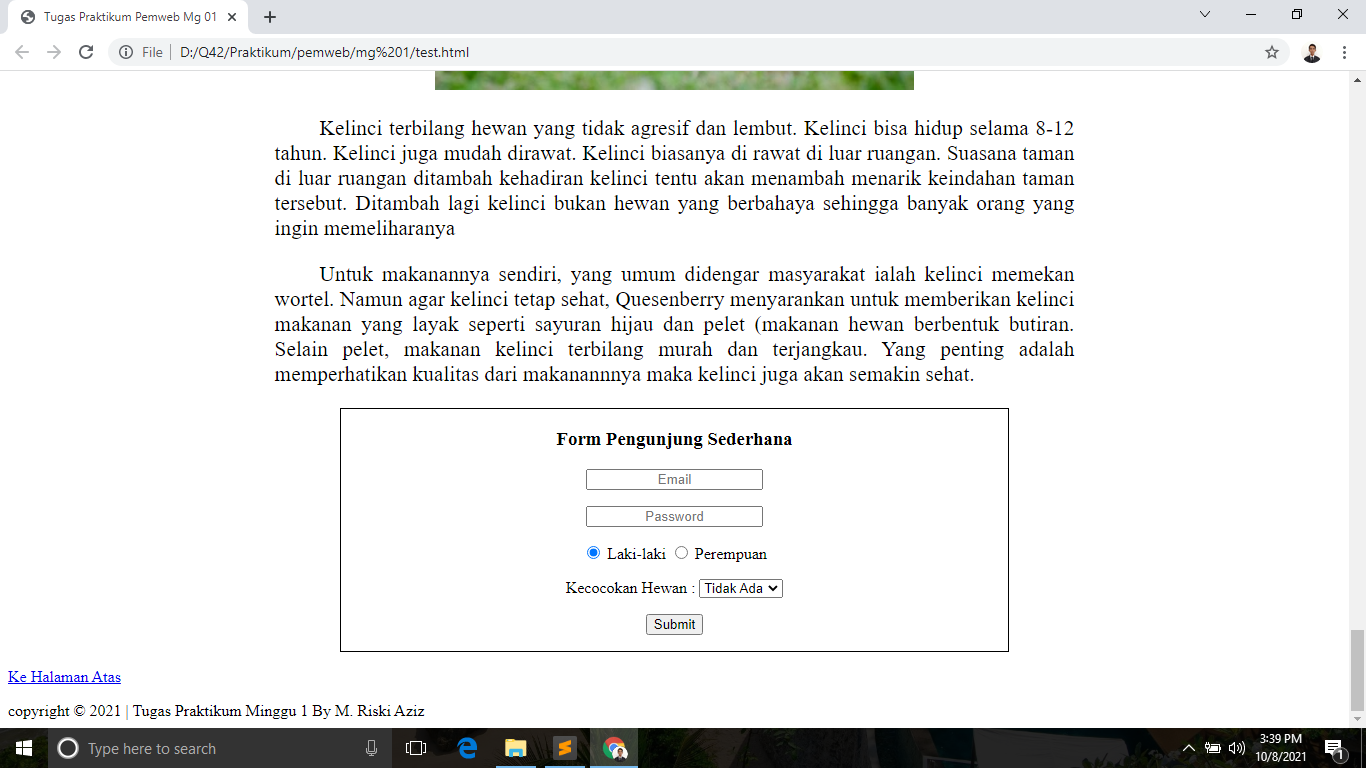 Tugas Praktikum Pemweb Mg 01
File
D:/Q42/Praktikum/pemweb/mg%201/test.html
Kelinci terbilang hewan yang tidak agresif dan lembut. Kelinci bisa hidup selama 8-12
tahun. Kelinci juga mudah dirawat. Kelinci biasanya di rawat di luar ruangan. Suasana taman
di luar ruangan ditambah kehadiran kelinci tentu akan menambah menarik keindahan taman
tersebut. Ditambah lagi kelinci bukan hewan yang berbahaya sehingga banyak orang yang
ingin memeliharanya
Untuk makanannya sendiri, yang umum didengar masyarakat ialah kelinci memekan
wortel. Namun agar kelinci tetap sehat, Quesenberry menyarankan untuk memberikan kelinci
makanan yang layak seperti sayuran hijau dan pelet (makanan hewan berbentuk butiran.
Selain pelet, makanan kelinci terbilang murah dan terjangkau. Yang penting adalah
memperhatikan kualitas dari makanannnya maka kelinci juga akan semakin sehat.
Form Pengunjung Sederhana
Email
Password
Laki-laki Perempuan
Kecocokan Hewan : Tidak Ada
Submit
Ke Halaman Atas
copyright © 2021 | Tugas Praktikum Minggu 1 By M. Riski Aziz
Type here to search
3:39 PM
10/8/2021
1